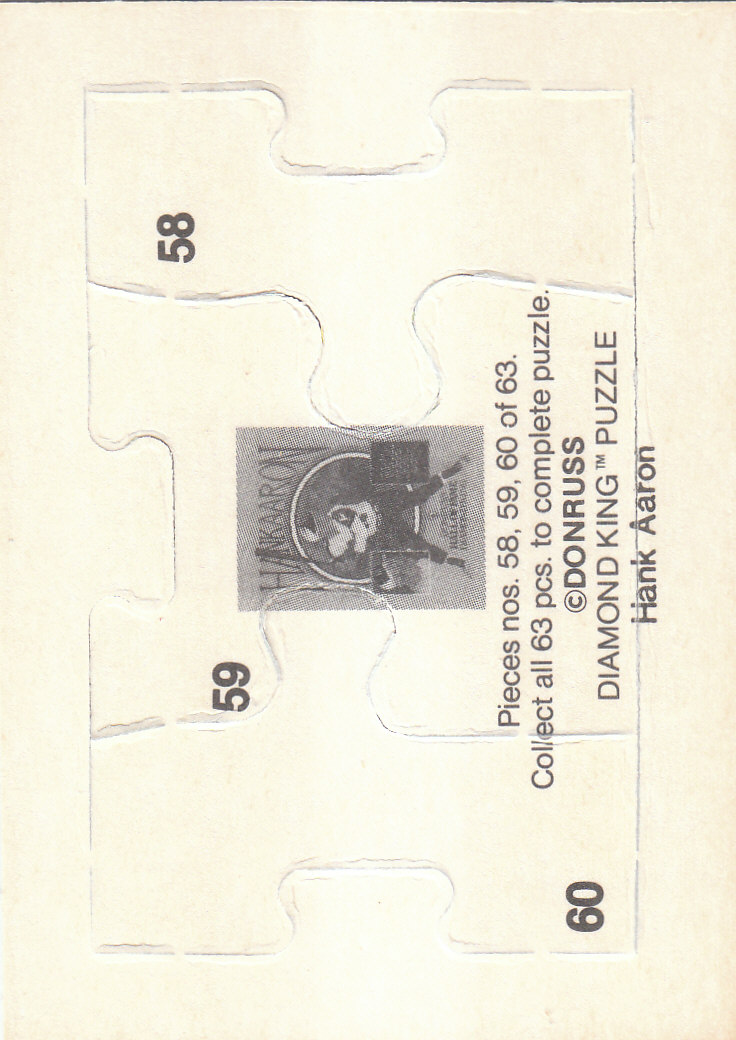 58
59
60
HANK AARON
Pieces nos. 58, 59, 60 of 63.
Collect all 63 pcs. to complete puzzle.
©DONRUSS
DIAMOND KING™ PUZZLE
Hank Aaron